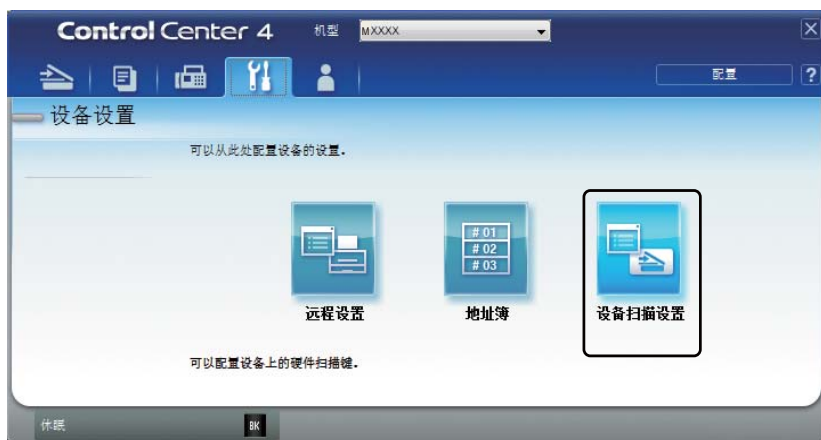 Control Center 4 机型 MXXXX
配置 ?
设备设置
可以从此处配置设备的设置.
# 01
# 02
# 03
远程设置 地址簿 设备扫描设置
可以配置设备上的硬件扫描键.
休眠 BK